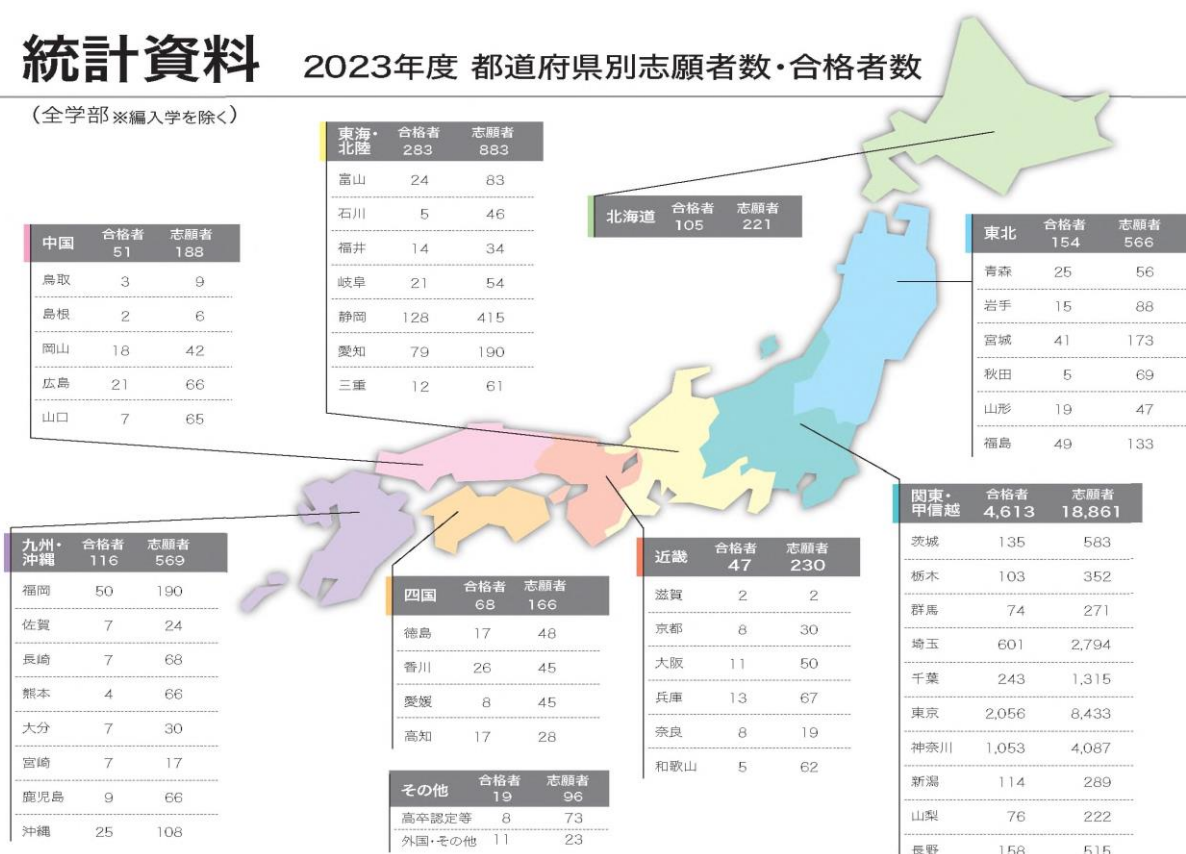 統計資料 2023年度 都道府県別志願者数・合格者数
（全学部※編入学を除く）
東海・北陸 合格者 283 志願者 883
富山 24 83
石川 5 46
福井 14 34
岐阜 21 54
静岡 128 415
愛知 79 190
三重 12 61
北海道 合格者 105 志願者 221
中国 合格者 51 志願者 188
鳥取 3 9
島根 2 6
岡山 18 42
広島 21 66
山口 7 65
東北 合格者 154 志願者 566
青森 25 56
岩手 15 88
宮城 41 173
秋田 5 69
山形 19 47
福島 49 133
九州・沖縄 合格者 116 志願者 569
福岡 50 190
佐賀 7 24
長崎 7 68
熊本 4 66
大分 7 30
宮崎 7 17
鹿児島 9 66
沖縄 25 108
四国 合格者 68 志願者 166
徳島 17 48
香川 26 45
愛媛 8 45
高知 17 28
その他 合格者 19 志願者 96
高卒認定等 8 73
外国・その他 11 23
近畿 合格者 47 志願者 230
滋賀 2 2
京都 8 30
大阪 11 50
兵庫 13 67
奈良 8 19
和歌山 5 62
関東・甲信越 合格者 4,613 志願者 18,861
茨城 135 583
栃木 103 352
群馬 74 271
埼玉 601 2,794
千葉 243 1,315
東京 2,056 8,433
神奈川 1,053 4,087
新潟 114 289
山梨 76 222
長野 158 515